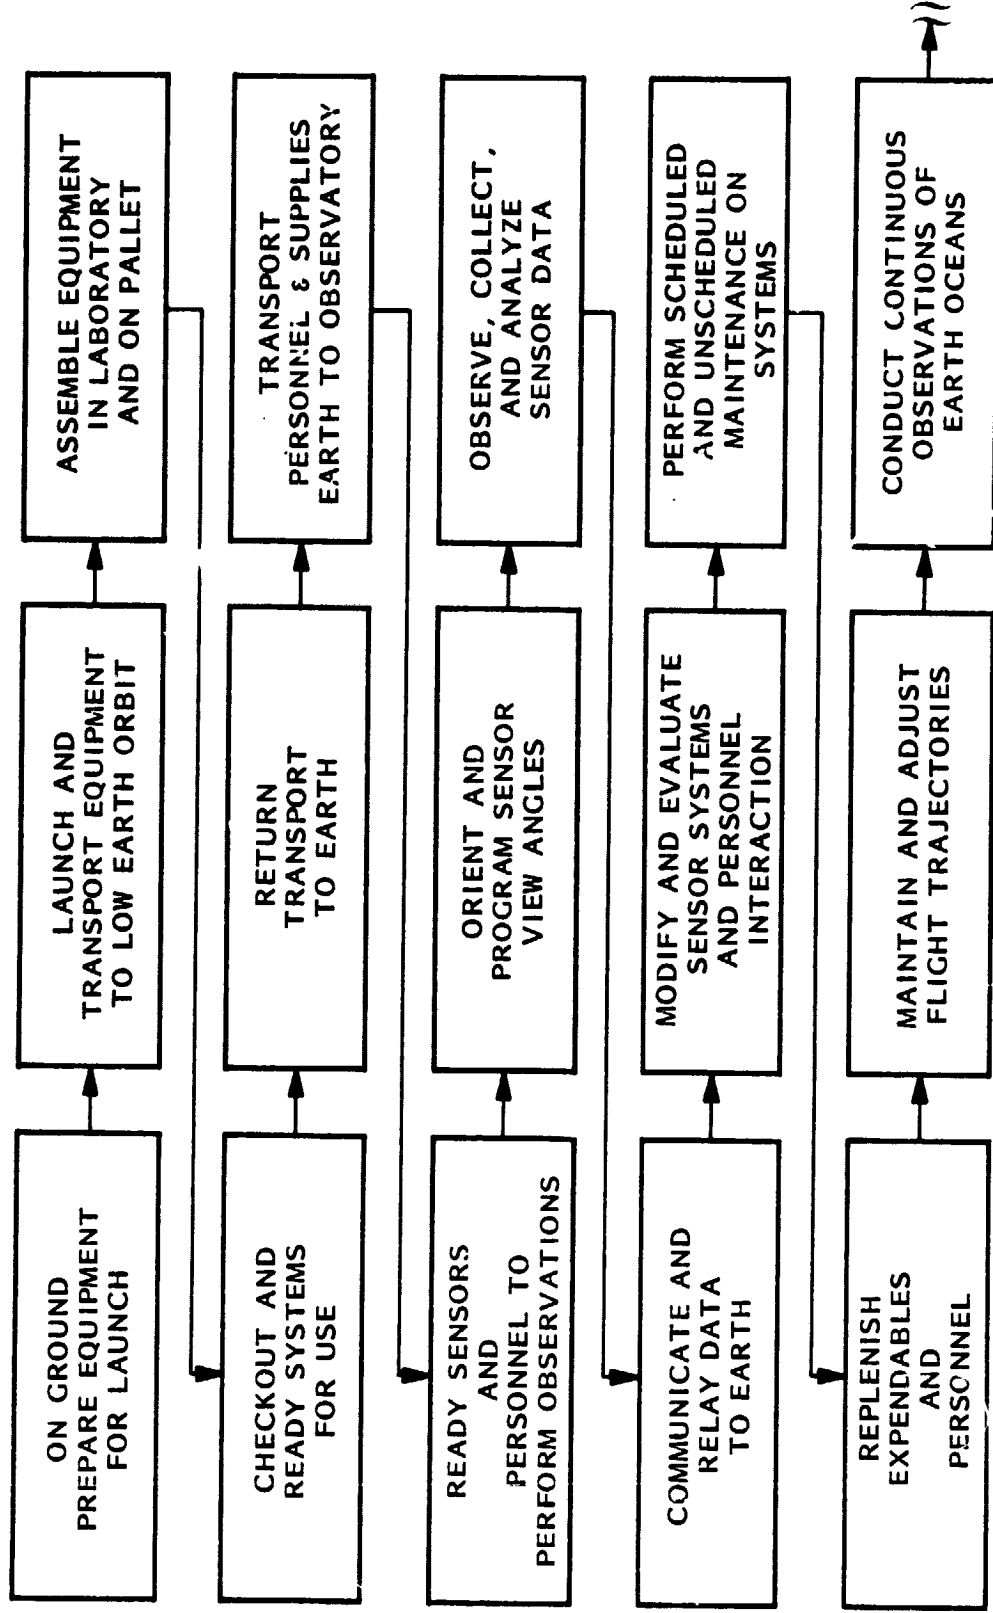 ON GROUND
PREPARE EQUIPMENT
FOR LAUNCH
LAUNCH AND
TRANSPORT EQUIPMENT
TO LOW EARTH ORBIT
ASSEMBLE EQUIPMENT
IN LABORATORY
AND ON PALLET
CHECKOUT AND
READY SYSTEMS
FOR USE
RETURN
TRANSPORT
TO EARTH
TRANSPORT
PERSONNEL & SUPPLIES
EARTH TO OBSERVATORY
READY SENSORS
AND
PERSONNEL TO
PERFORM OBSERVATIONS
ORIENT AND
PROGRAM SENSOR
VIEW ANGLES
OBSERVE, COLLECT,
AND ANALYZE
SENSOR DATA
COMMUNICATE AND
RELAY DATA
TO EARTH
MODIFY AND EVALUATE
SENSOR SYSTEMS
AND PERSONNEL
INTERACTION
PERFORM SCHEDULED
AND UNSCHEDULED
MAINTENANCE ON
SYSTEMS
REPLENISH
EXPENDABLES
AND
PERSONNEL
MAINTAIN AND ADJUST
FLIGHT TRAJECTORIES
CONDUCT CONTINUOUS
OBSERVATIONS OF
EARTH OCEANS